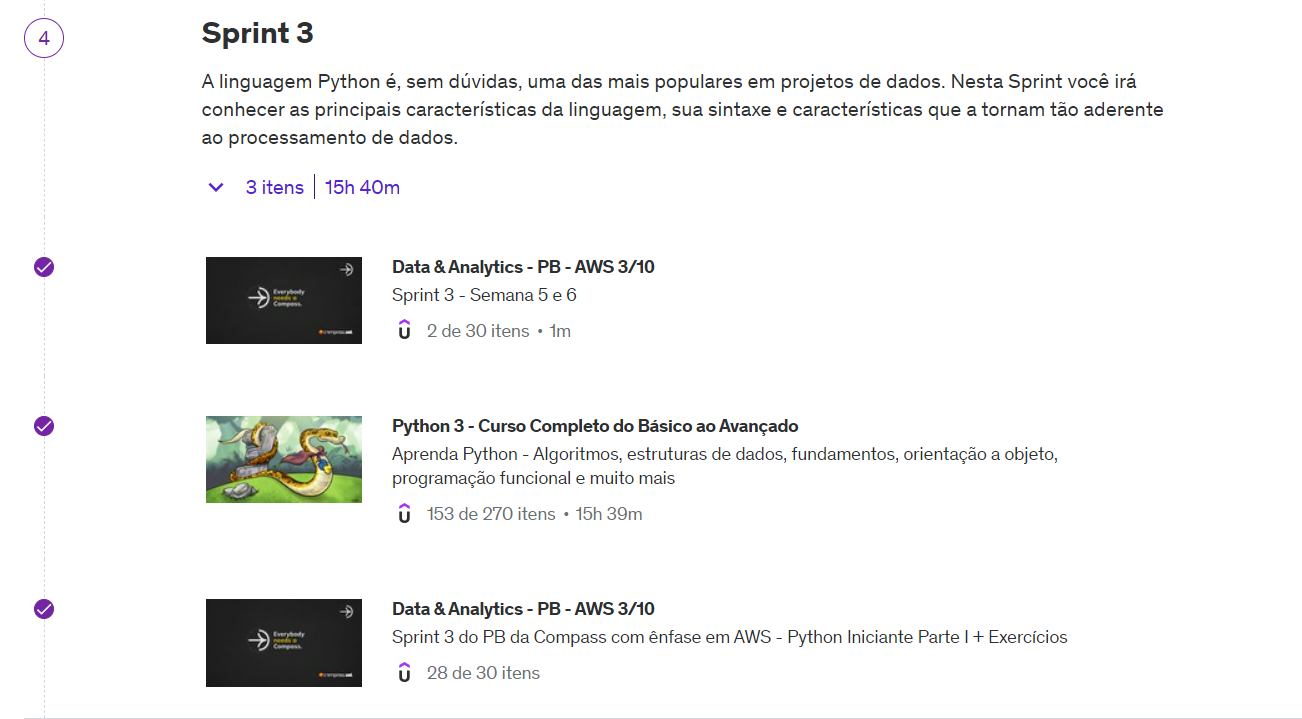 4
Sprint 3
A linguagem Python é, sem dúvidas, uma das mais populares em projetos de dados. Nesta Sprint você irá
conhecer as principais características da linguagem, sua sintaxe e características que a tornam tão aderente
ao processamento de dados.
3 itens | 15h 40m
Everybody
needs a
Compass.
Data & Analytics - PB - AWS 3/10
Sprint 3 - Semana 5 e 6
2 de 30 itens • 1m
Python 3 - Curso Completo do Básico ao Avançado
Aprenda Python - Algoritmos, estruturas de dados, fundamentos, orientação a objeto,
programação funcional e muito mais
153 de 270 itens • 15h 39m
Everybody
needs a
Compass.
Data & Analytics - PB - AWS 3/10
Sprint 3 do PB da Compass com ênfase em AWS - Python Iniciante Parte I + Exercícios
28 de 30 itens